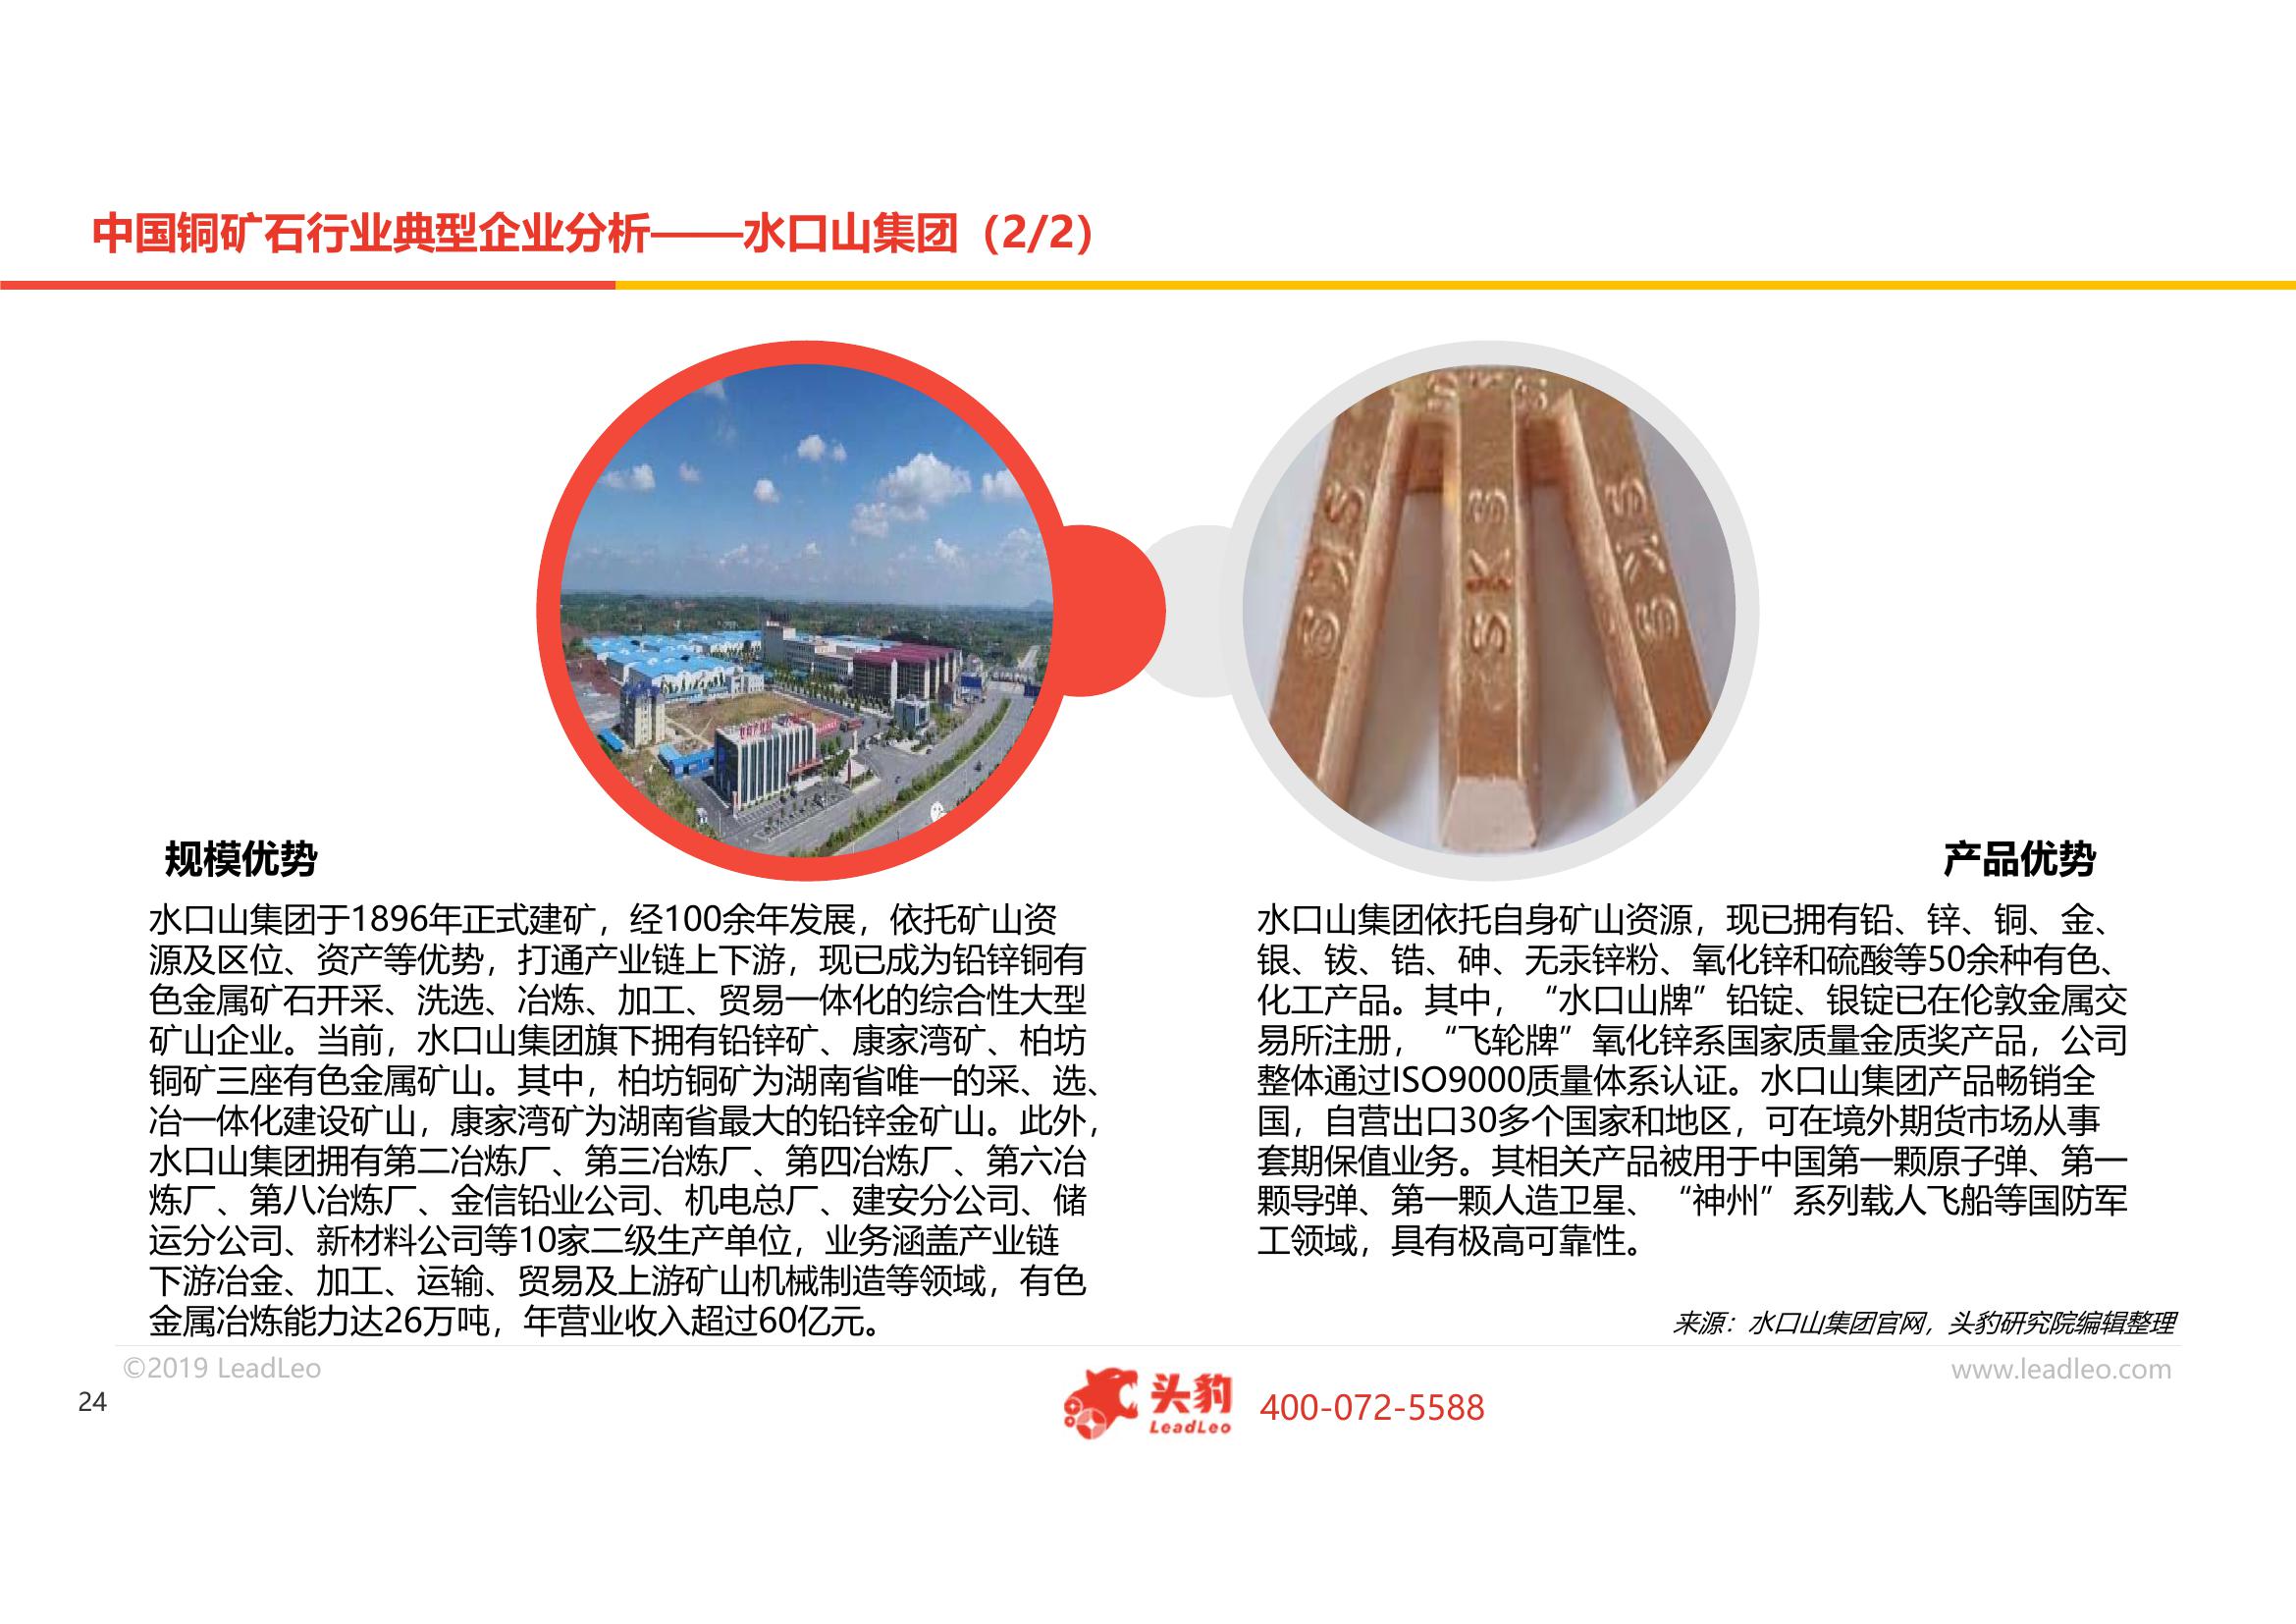 中国铜矿石行业典型企业分析——水口山集团（2/2）
SKS
SKS
SKS
规模优势
水口山集团于1896年正式建矿，经100余年发展，依托矿山资
源及区位、资产等优势，打通产业链上下游，现已成为铅锌铜有
色金属矿石开采、洗选、冶炼、加工、贸易一体化的综合性大型
矿山企业。当前，水口山集团旗下拥有铅锌矿、康家湾矿、柏坊
铜矿三座有色金属矿山。其中，柏坊铜矿为湖南省唯一的采、选、
冶一体化建设矿山，康家湾矿为湖南省最大的铅锌金矿山。此外，
水口山集团拥有第二冶炼厂、第三冶炼厂、第四冶炼厂、第六冶
炼厂、第八冶炼厂、金信铅业公司、机电总厂、建安分公司、储
运分公司、新材料公司等10家二级生产单位，业务涵盖产业链
下游冶金、加工、运输、贸易及上游矿山机械制造等领域，有色
金属冶炼能力达26万吨，年营业收入超过60亿元。
产品优势
水口山集团依托自身矿山资源，现已拥有铅、锌、铜、金、
银、铍、锆、砷、无汞锌粉、氧化锌和硫酸等50余种有色、
化工产品。其中，“水口山牌”铅锭、银锭已在伦敦金属交
易所注册，“飞轮牌”氧化锌系国家质量金质奖产品，公司
整体通过ISO9000质量体系认证。水口山集团产品畅销全
国，自营出口30多个国家和地区，可在境外期货市场从事
套期保值业务。其相关产品被用于中国第一颗原子弹、第一
颗导弹、第一颗人造卫星、“神州”系列载人飞船等国防军
工领域，具有极高可靠性。
来源：水口山集团官网，头豹研究院编辑整理
©2019 LeadLeo
www.leadleo.com
24
头豹
LeadLeo
400-072-5588